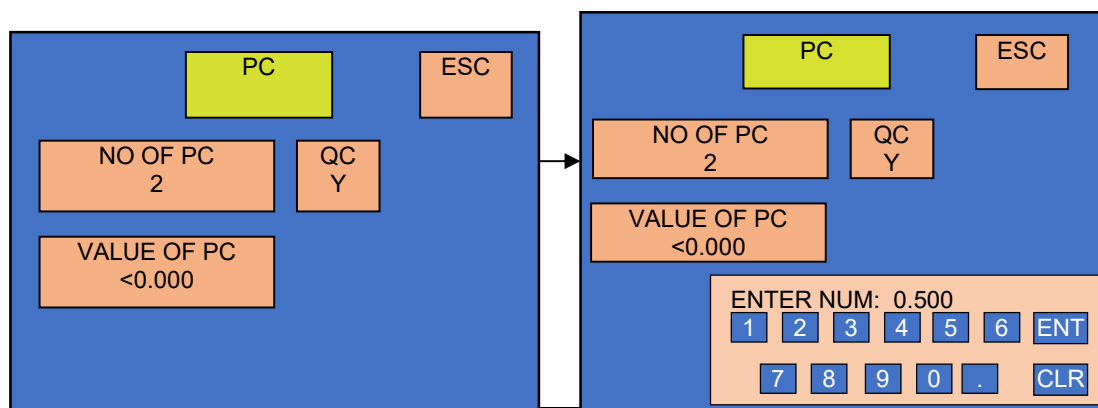 PC
ESC
NO OF PC
2
QC
Y
VALUE OF PC
<0.000
PC
ESC
NO OF PC
2
QC
Y
VALUE OF PC
<0.000
ENTER NUM: 0.500
1 2 3 4 5 6 ENT
7 8 9 0 . CLR